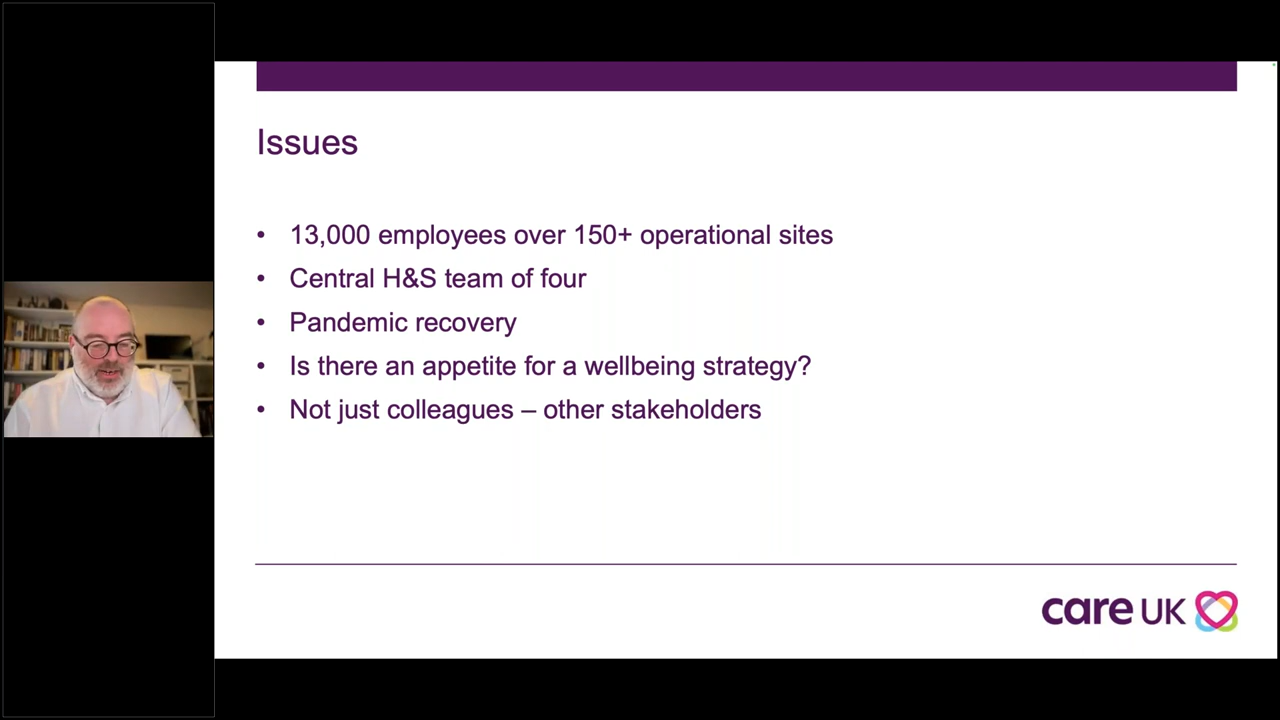 Issues
• 13,000 employees over 150+ operational sites
• Central H&S team of four
• Pandemic recovery
• Is there an appetite for a wellbeing strategy?
• Not just colleagues – other stakeholders
care UK